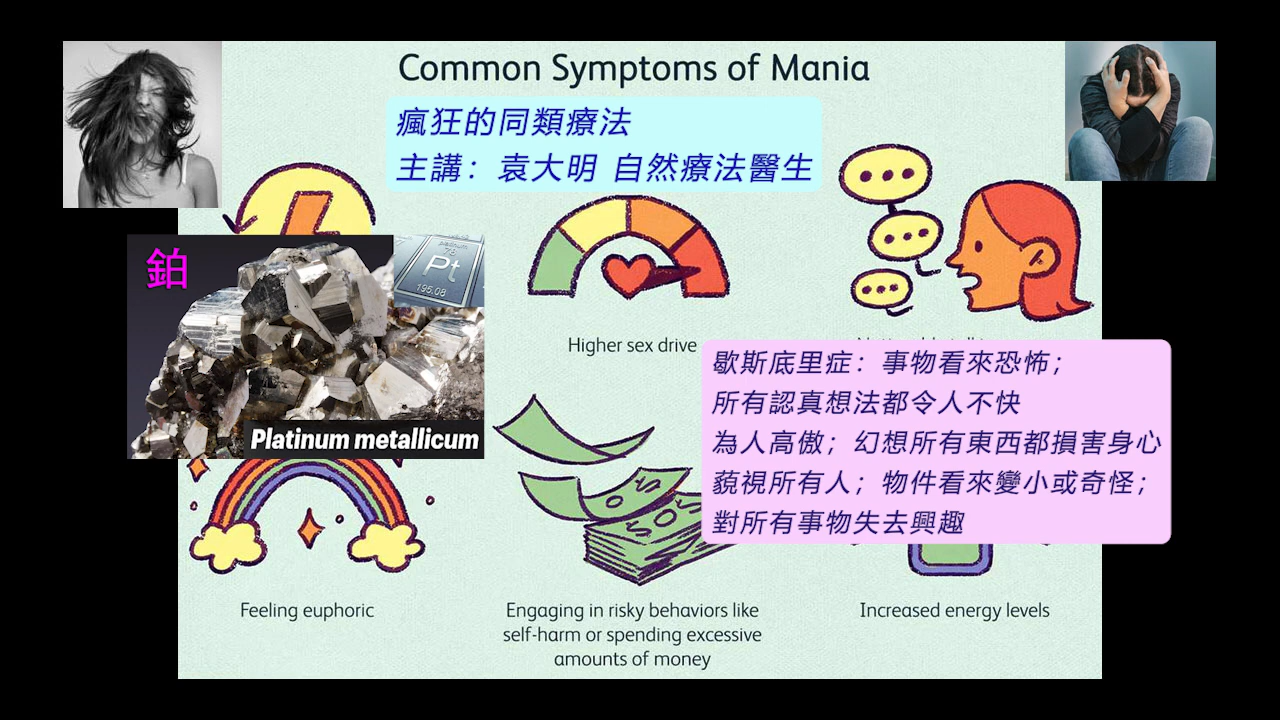 Common Symptoms of Mania
瘋狂的同類療法
主講：袁大明 自然療法醫生
鉑
platinum
78
Pt
195.08
Platinum metallicum
Higher sex drive
歇斯底里症：事物看來恐怖；
所有認真想法都令人不快
為人高傲；幻想所有東西都損害身心
藐視所有人；物件看來變小或奇怪；
對所有事物失去興趣
Feeling euphoric
Engaging in risky behaviors like
self-harm or spending excessive
amounts of money
Increased energy levels